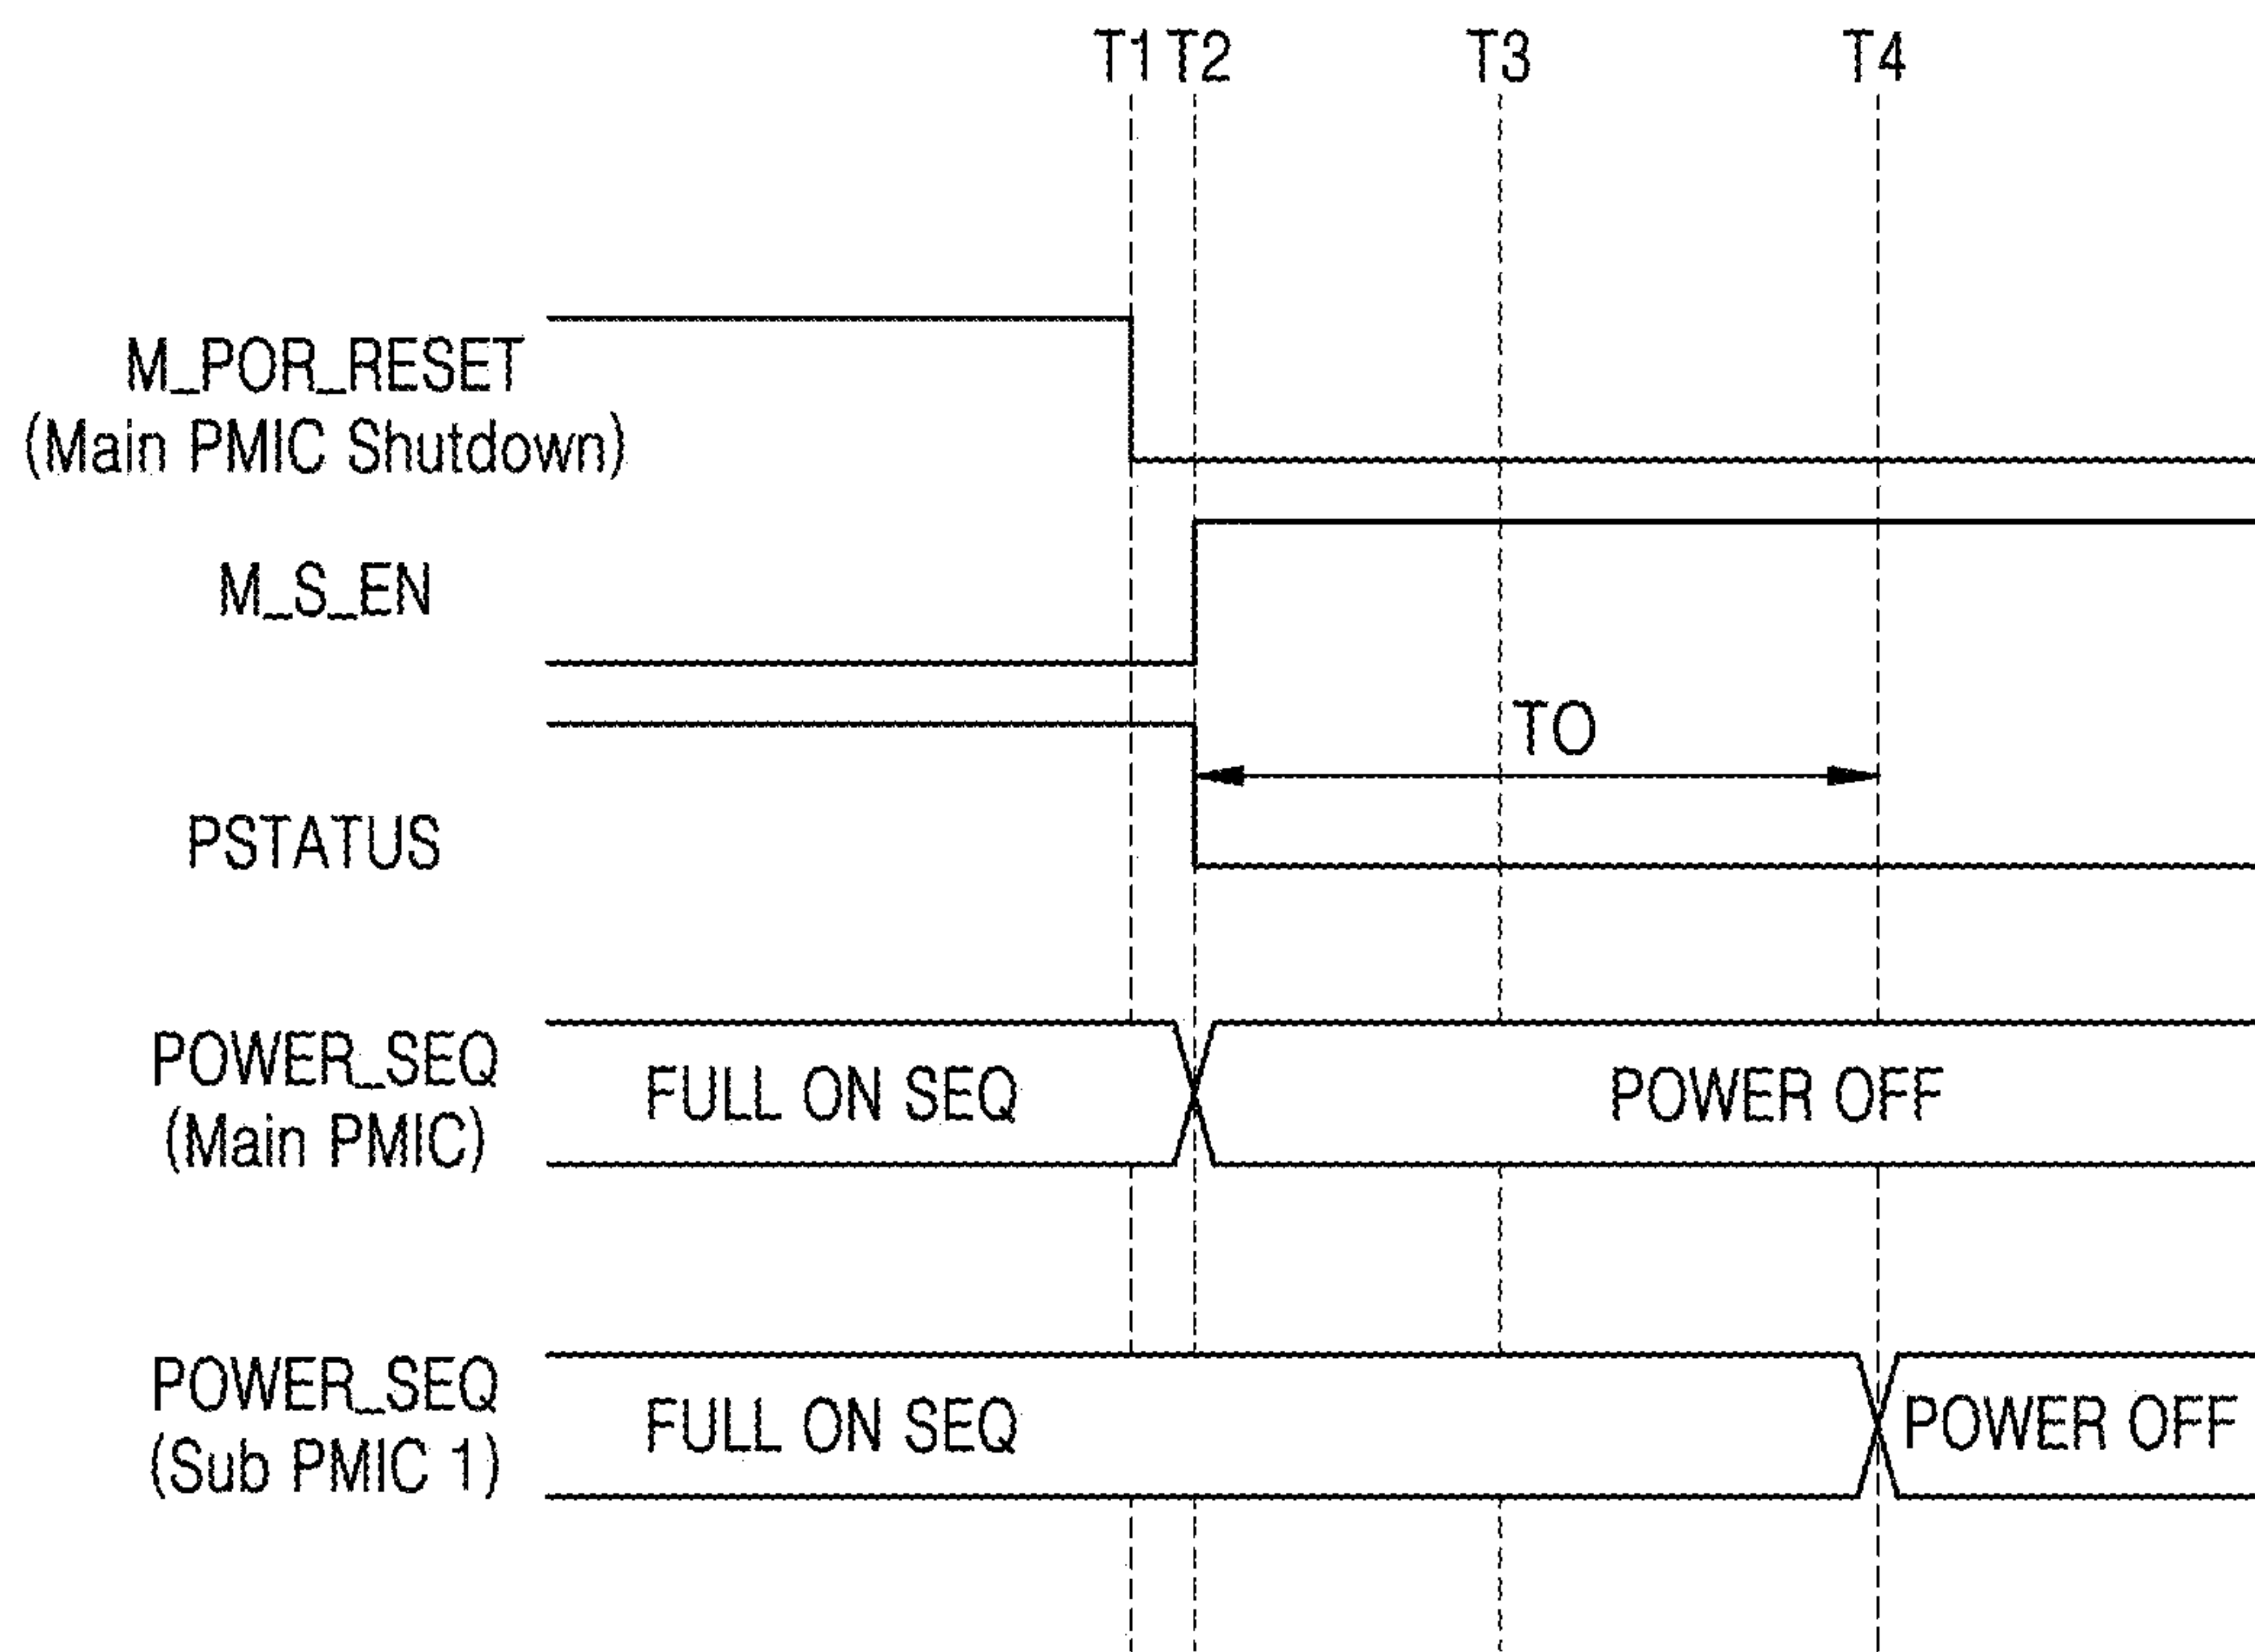 T1 T2 T3 T4
M_POR_RESET
(Main PMIC Shutdown)
M_S_EN
TO
PSTATUS
POWER_SEQ
(Main PMIC)
FULL ON SEQ
POWER OFF
POWER_SEQ
(Sub PMIC 1)
FULL ON SEQ
POWER OFF